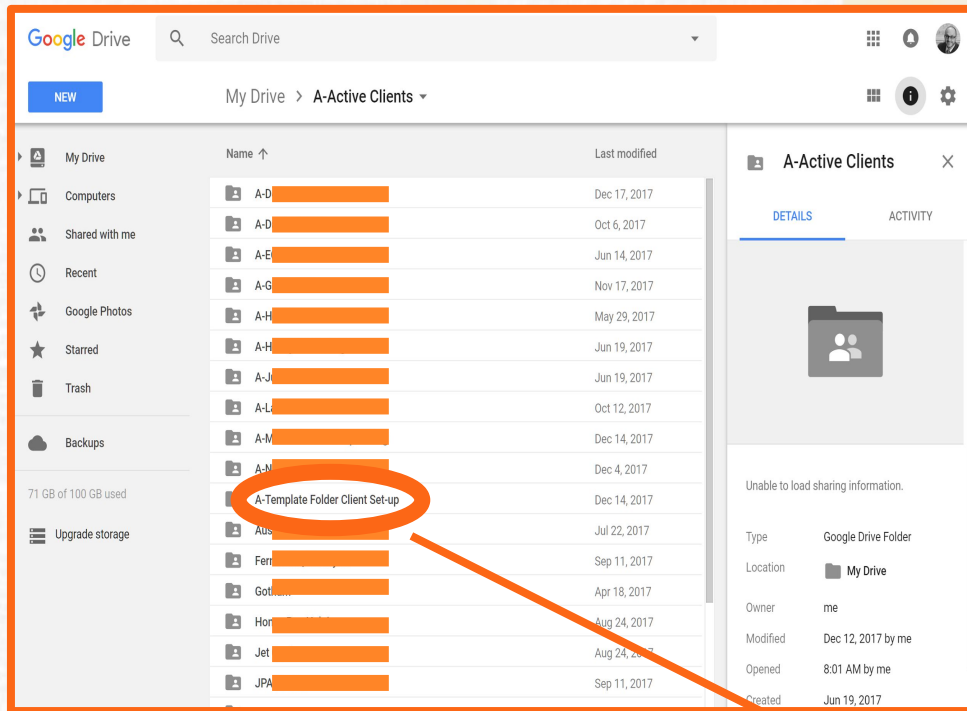 Google Drive
Search Drive
NEW
My Drive > A-Active Clients
My Drive
Computers
Shared with me
Recent
Google Photos
Starred
Trash
Backups
71 GB of 100 GB used
Upgrade storage
Name ↑ Last modified
A-D Dec 17, 2017
A-D Oct 6, 2017
A-E Jun 14, 2017
A-G Nov 17, 2017
A-H May 29, 2017
A-H Jun 19, 2017
A-J Jun 19, 2017
A-L Oct 12, 2017
A-M Dec 14, 2017
A-N Dec 4, 2017
A-Template Folder Client Set-up Dec 14, 2017
Aus Jul 22, 2017
Fer Sep 11, 2017
Got Apr 18, 2017
Hor Aug 24, 2017
Jet Aug 24, 2017
JPA Sep 11, 2017
A-Active Clients
DETAILS ACTIVITY
Unable to load sharing information.
Type Google Drive Folder
Location My Drive
Owner me
Modified Dec 12, 2017 by me
Opened 8:01 AM by me
Created Jun 19, 2017